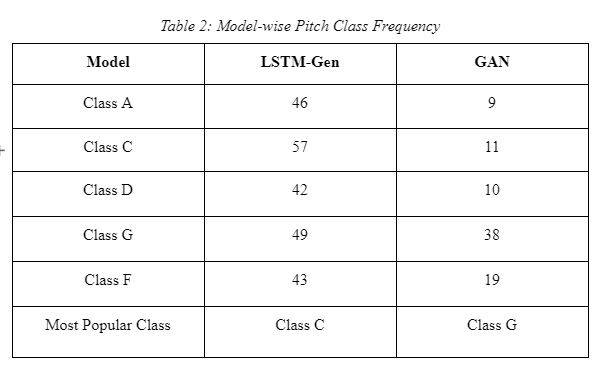 Table 2: Model-wise Pitch Class Frequency
Model LSTM-Gen GAN
Class A 46 9
Class C 57 11
Class D 42 10
Class G 49 38
Class F 43 19
Most Popular Class Class C Class G